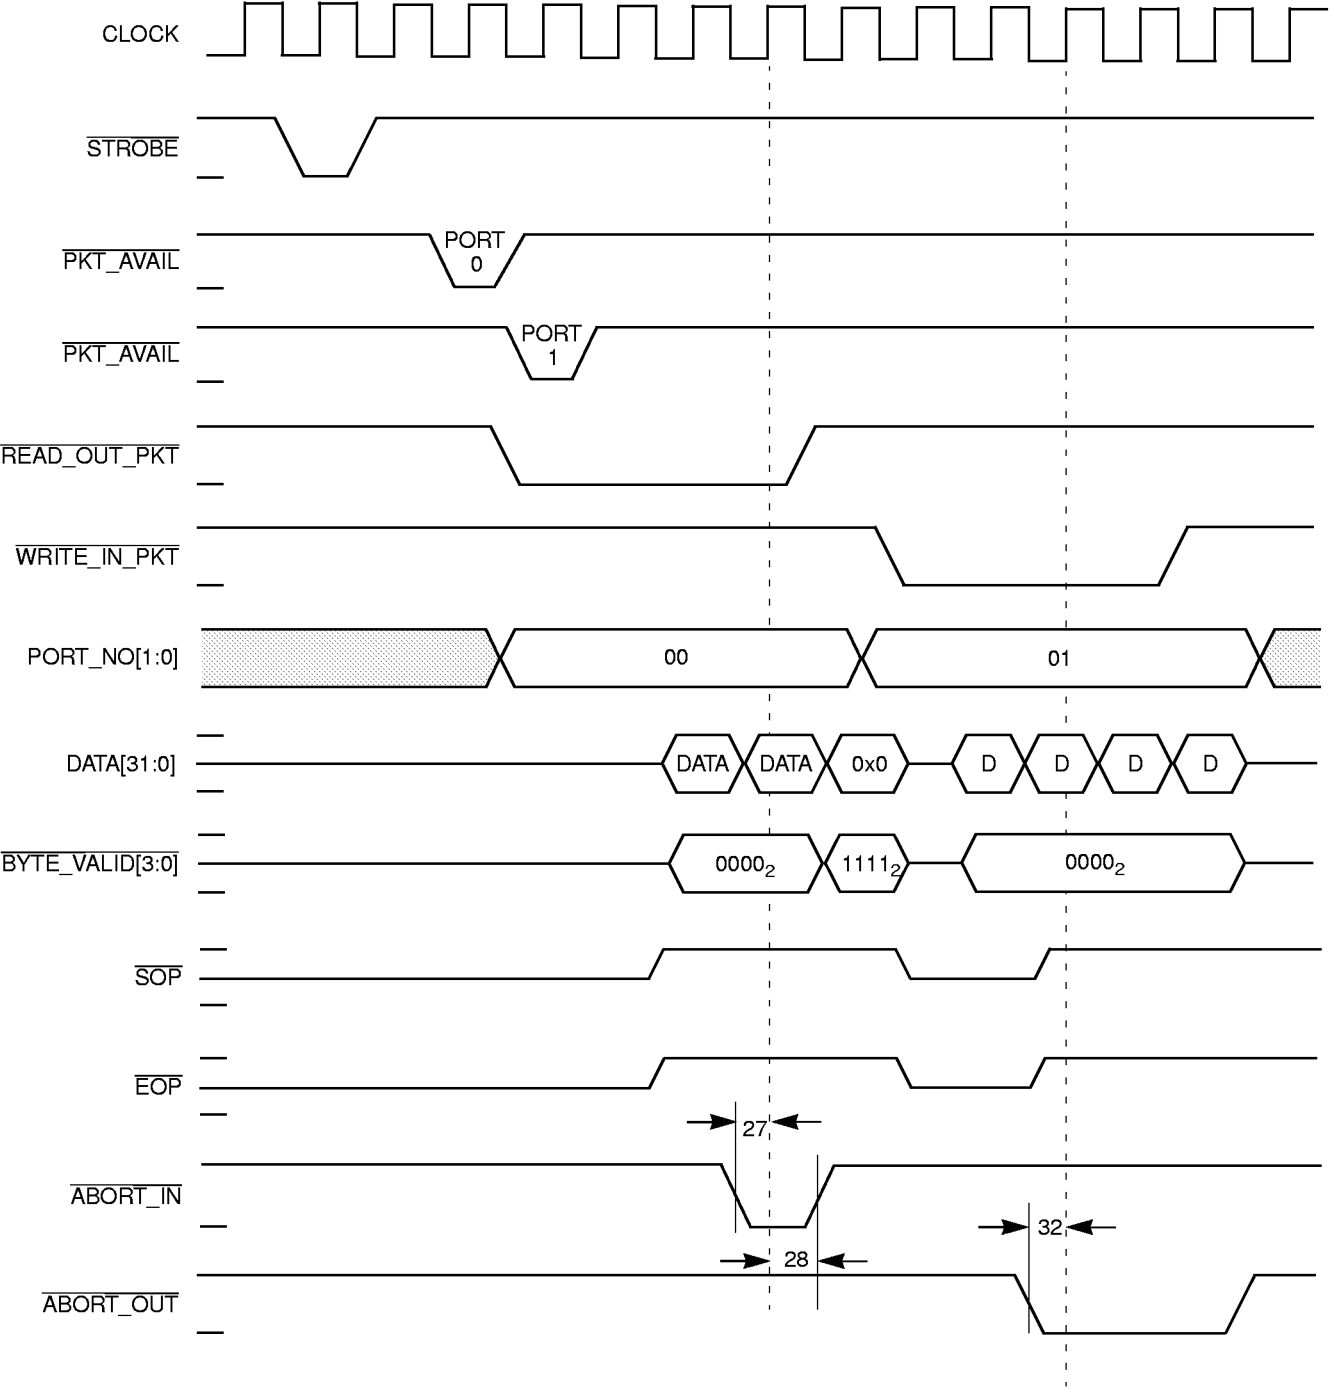 CLOCK
STROBE
PKT_AVAIL
PORT
0
PKT_AVAIL
PORT
1
READ_OUT_PKT
WRITE_IN_PKT
PORT_NO[1:0]
00
01
DATA[31:0]
DATA DATA 0x0 D D D D
BYTE_VALID[3:0]
0000₂ 1111₂ 0000₂
SOP
EOP
27
ABORT_IN
32
28
ABORT_OUT